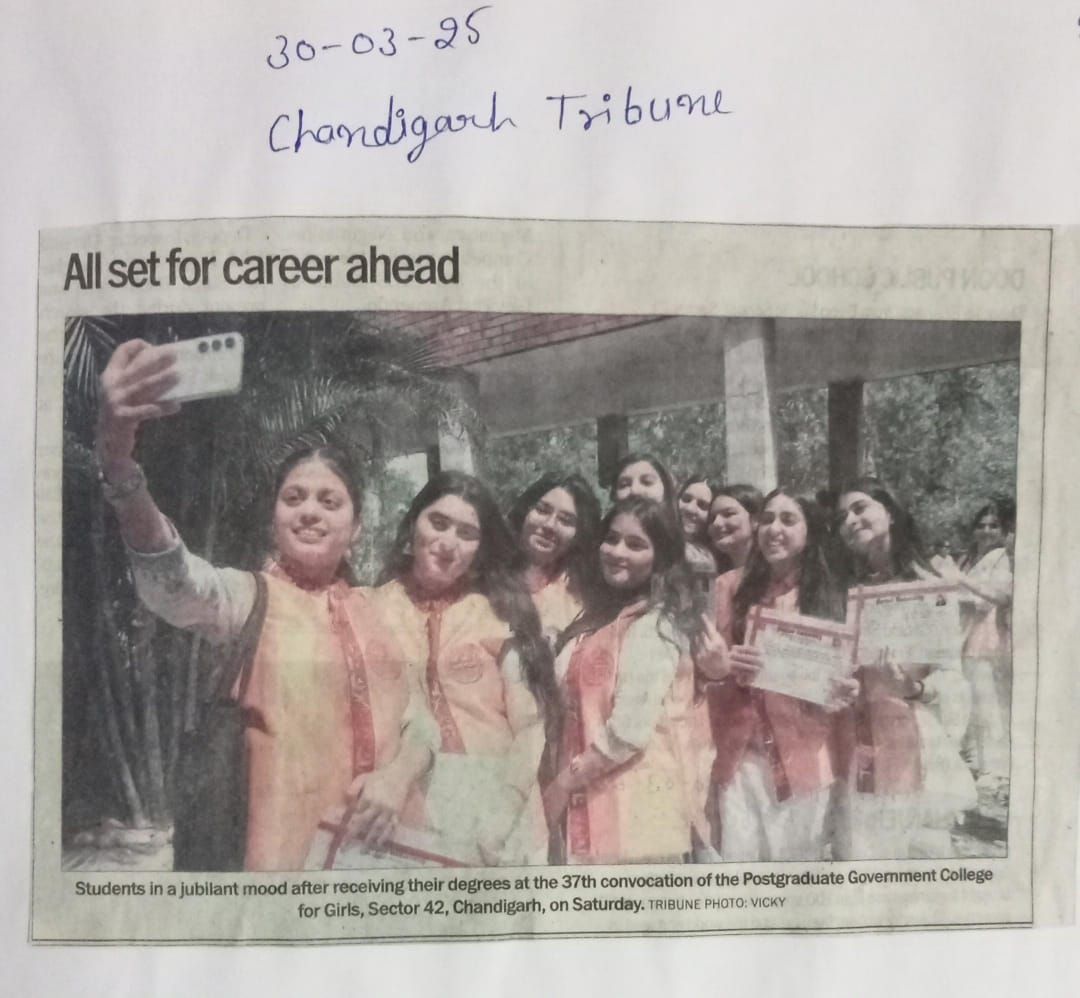 30-03-25
Chandigarh Tribune
All set for career ahead
Students in a jubilant mood after receiving their degrees at the 37th convocation of the Postgraduate Government College
for Girls, Sector 42, Chandigarh, on Saturday. TRIBUNE PHOTO: VICKY